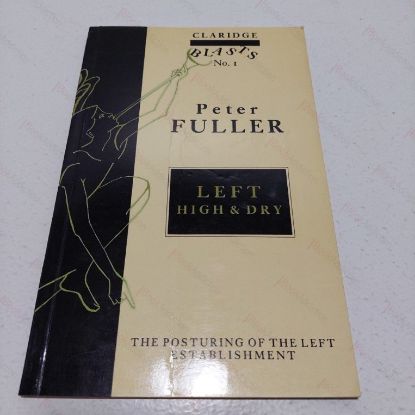 CLARIDGE
BLASTS
No. 1
Peter
FULLER
LEFT
HIGH & DRY
THE POSTURING OF THE LEFT
ESTABLISHMENT